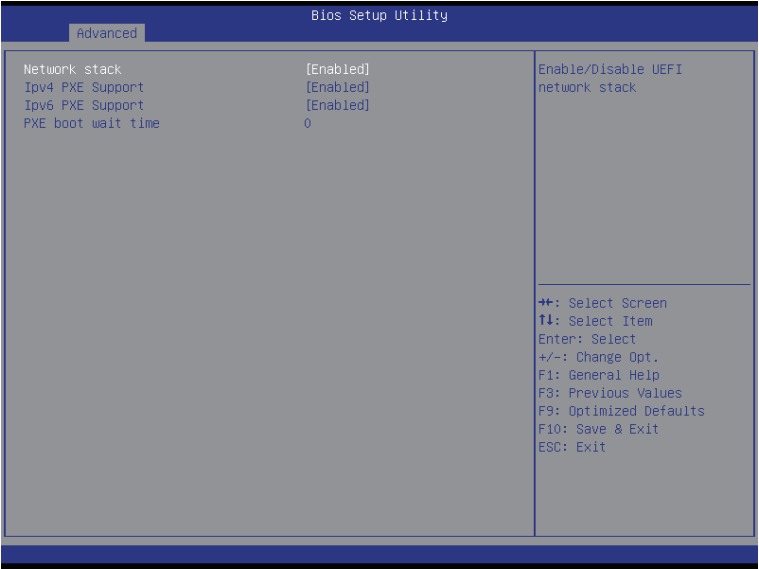 Bios Setup Utility
Advanced
Network stack [Enabled]
Ipv4 PXE Support [Enabled]
Ipv6 PXE Support [Enabled]
PXE boot wait time 0
Enable/Disable UEFI
network stack
→←: Select Screen
↑↓: Select Item
Enter: Select
+/-: Change Opt.
F1: General Help
F3: Previous Values
F9: Optimized Defaults
F10: Save & Exit
ESC: Exit